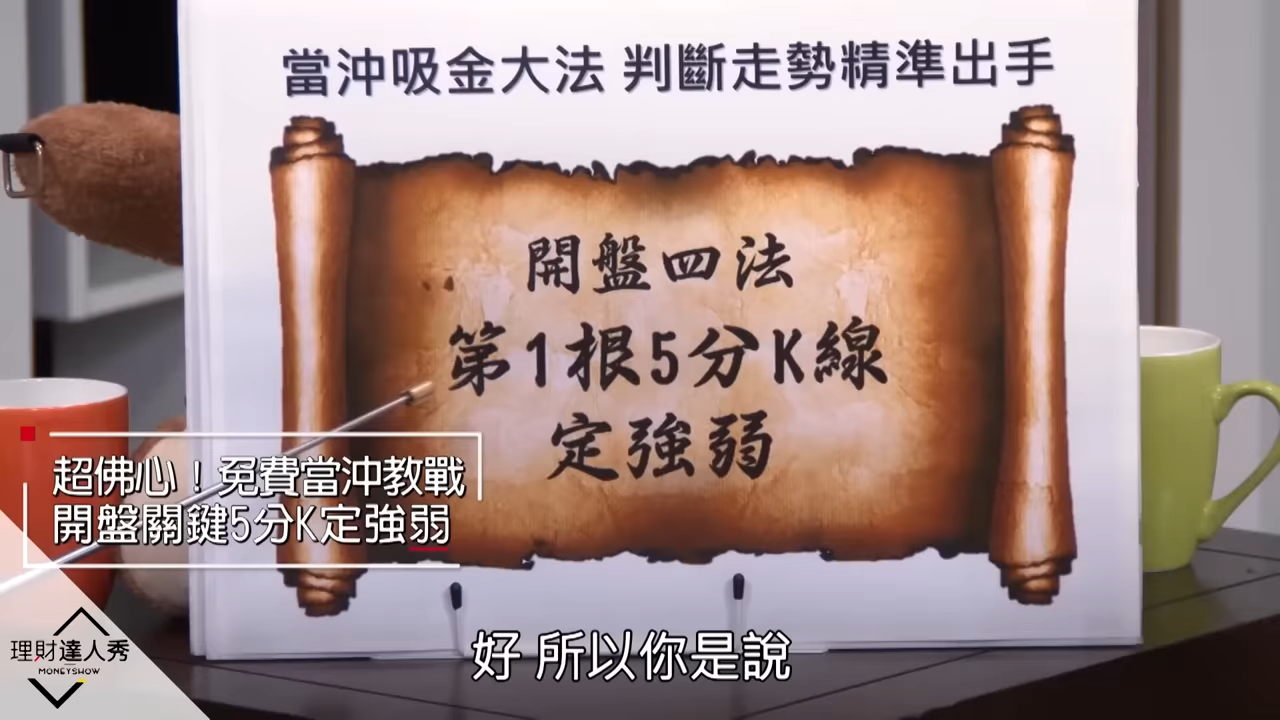 當沖吸金大法 判斷走勢精準出手
開盤四法
第1根5分K線
定強弱
超佛心！免費當沖教戰
開盤關鍵5分K定強弱
理財達人秀
MONEYSHOW
好 所以你是說